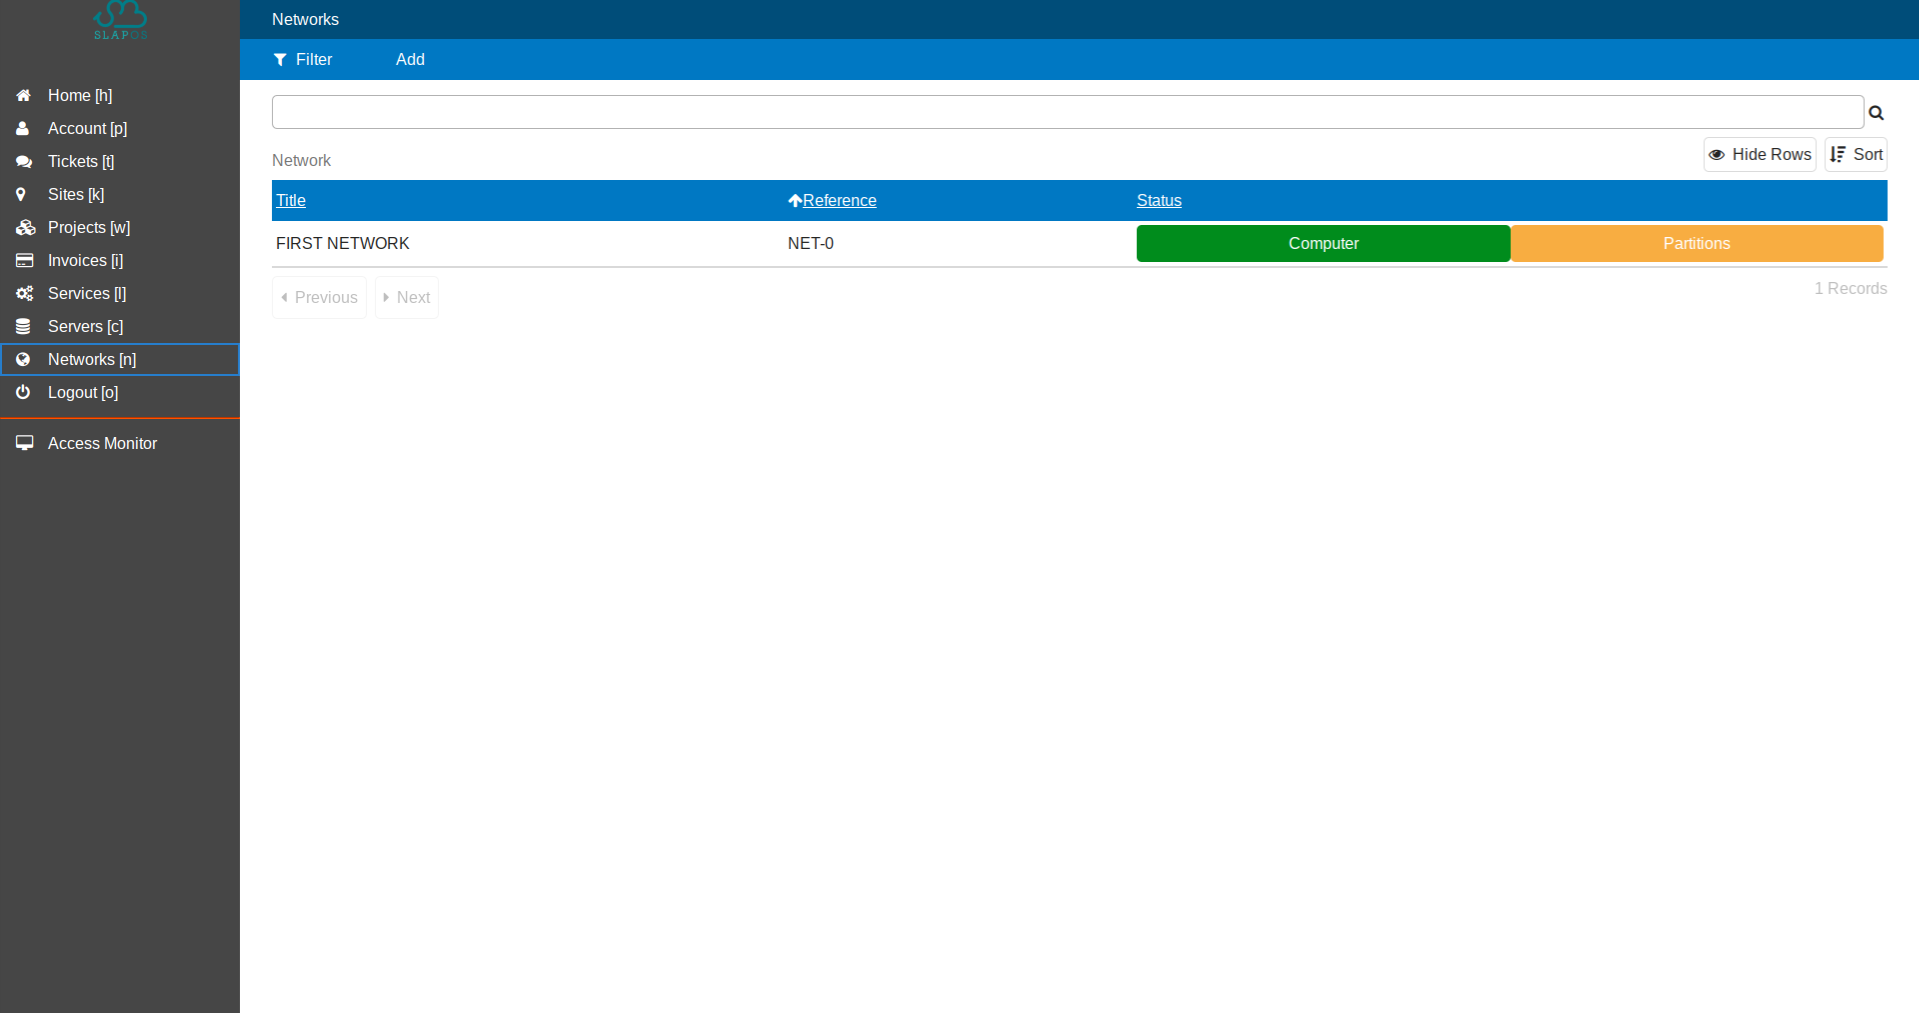 SLAPOS
Home [h]
Account [p]
Tickets [t]
Sites [k]
Projects [w]
Invoices [i]
Services [l]
Servers [c]
Networks [n]
Logout [o]
Access Monitor
Networks
Filter Add
Network
Hide Rows Sort
Title Reference Status
FIRST NETWORK NET-0 Computer Partitions
Previous Next
1 Records